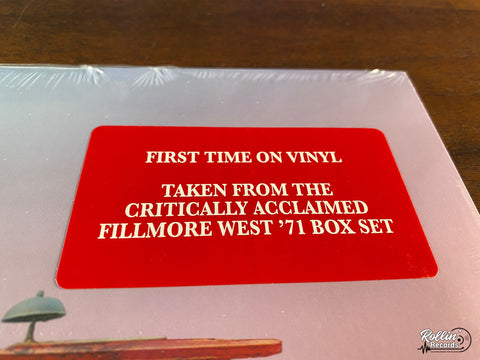 FIRST TIME ON VINYL
TAKEN FROM THE
CRITICALLY ACCLAIMED
FILLMORE WEST ’71 BOX SET
Rollin
Records